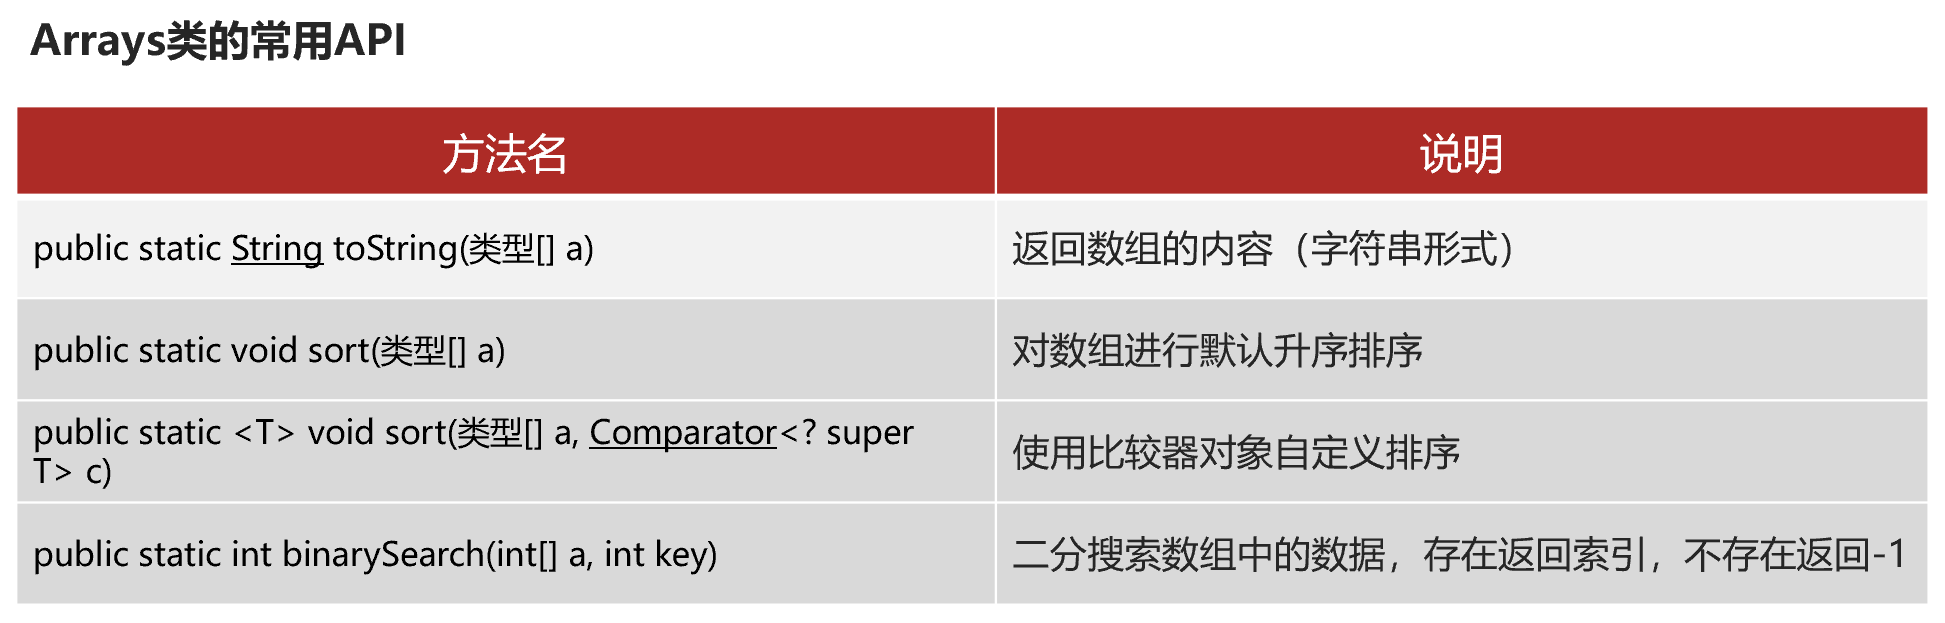 Arrays类的常用API
方法名
说明
public static String toString(类型[] a)
返回数组的内容（字符串形式）
public static void sort(类型[] a)
对数组进行默认升序排序
public static <T> void sort(类型[] a, Comparator<? super
T> c)
使用比较器对象自定义排序
public static int binarySearch(int[] a, int key)
二分搜索数组中的数据，存在返回索引，不存在返回-1